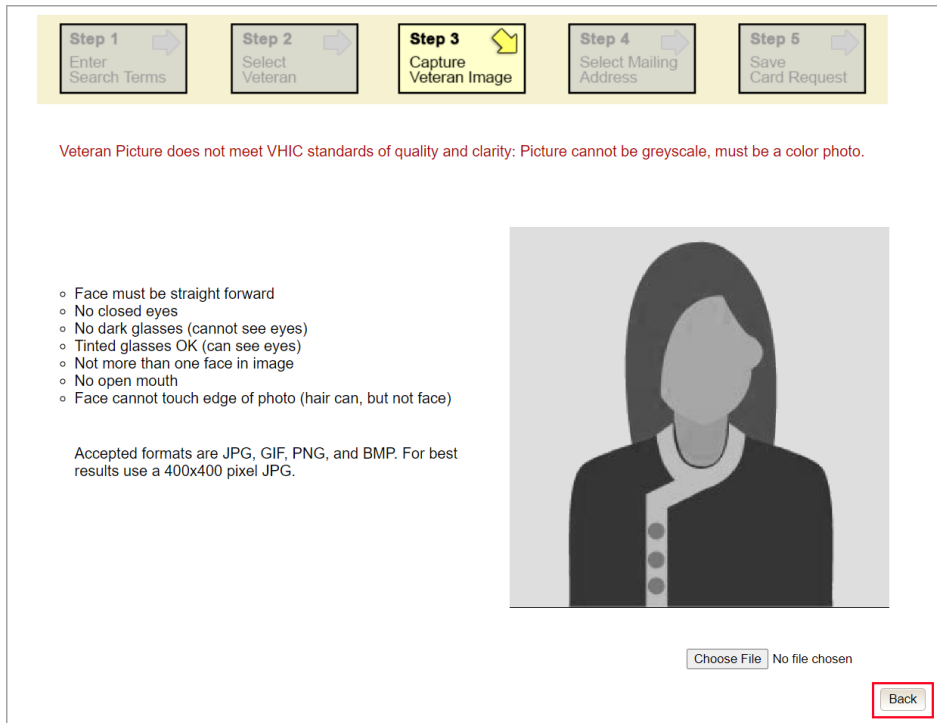 Step 1
Enter
Search Terms
Step 2
Select
Veteran
Step 3
Capture
Veteran Image
Step 4
Select Mailing
Address
Step 5
Save
Card Request
Veteran Picture does not meet VHIC standards of quality and clarity: Picture cannot be greyscale, must be a color photo.
Face must be straight forward
No closed eyes
No dark glasses (cannot see eyes)
Tinted glasses OK (can see eyes)
Not more than one face in image
No open mouth
Face cannot touch edge of photo (hair can, but not face)
Accepted formats are JPG, GIF, PNG, and BMP. For best
results use a 400x400 pixel JPG.
Choose File No file chosen
Back